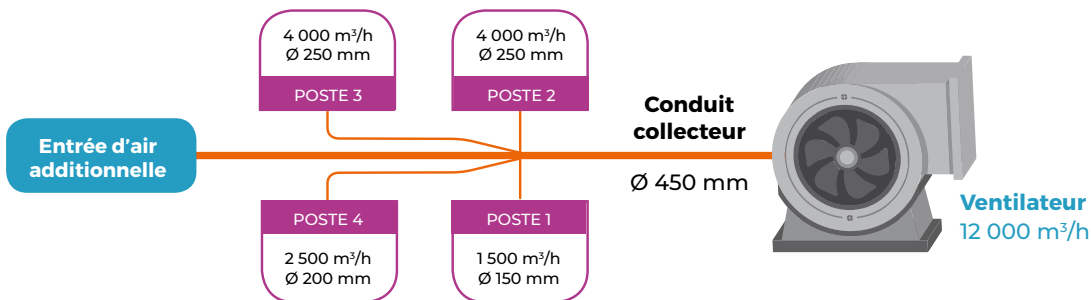 4 000 m³/h
Ø 250 mm
POSTE 3
4 000 m³/h
Ø 250 mm
POSTE 2
Entrée d'air
additionnelle
Conduit
collecteur
Ø 450 mm
POSTE 4
2 500 m³/h
Ø 200 mm
POSTE 1
1 500 m³/h
Ø 150 mm
Ventilateur
12 000 m³/h